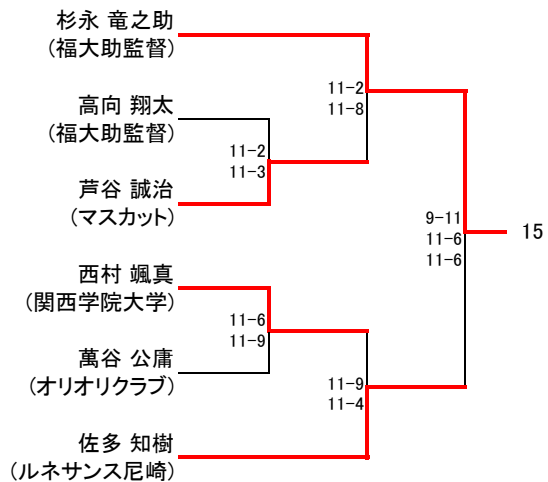 杉永 竜之助
(福大助監督)
高向 翔太
(福大助監督)
芦谷 誠治
(マスカット)
西村 颯真
(関西学院大学)
萬谷 公庸
(オリオリクラブ)
佐多 知樹
(ルネサンス尼崎)
11-2
11-3
11-6
11-9
11-2
11-8
11-9
11-4
9-11
11-6
11-6
15